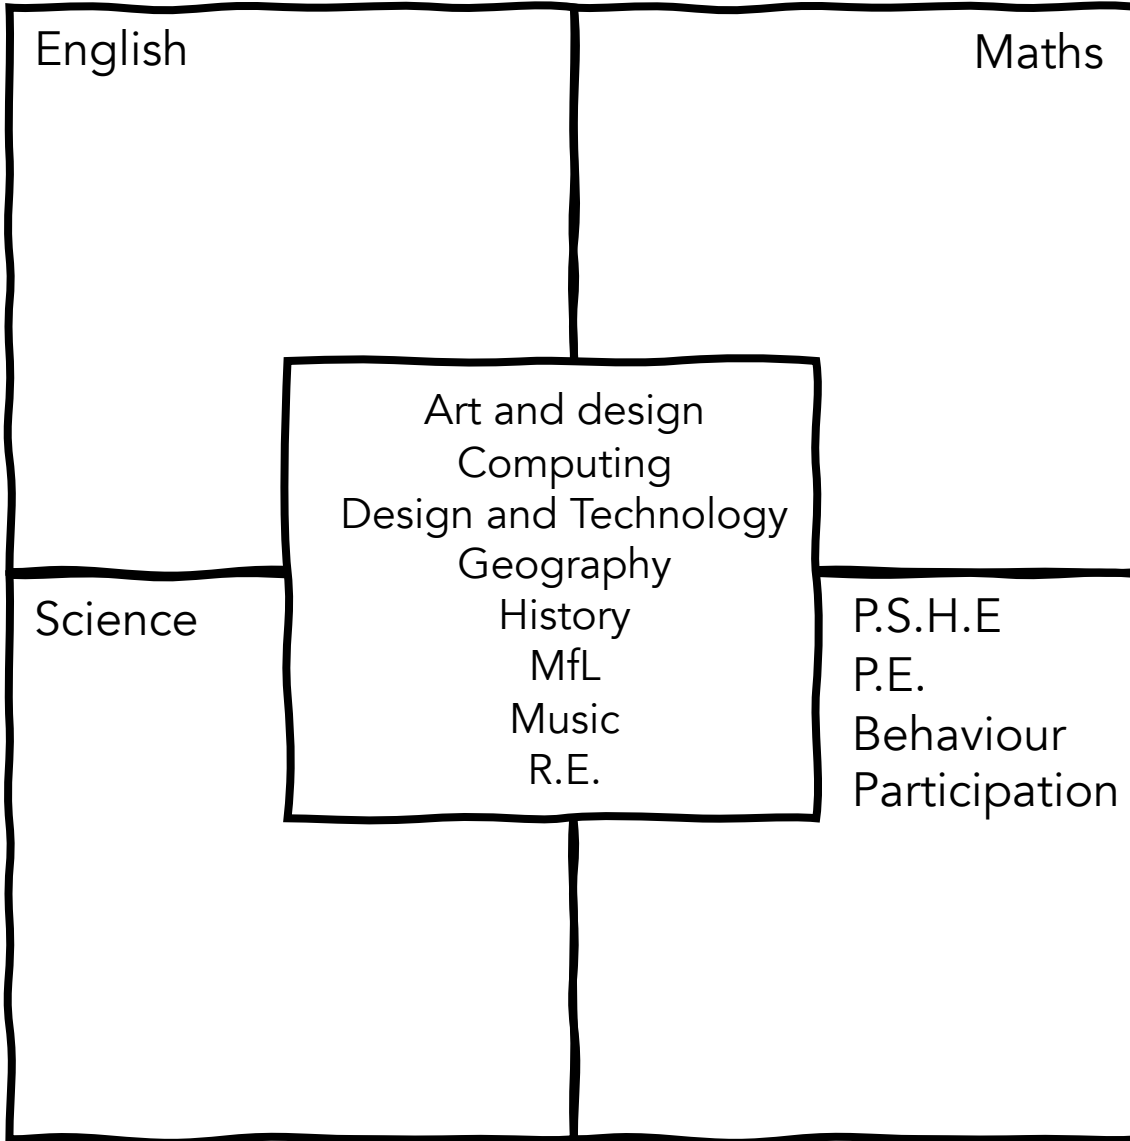 English
Maths
Art and design
Computing
Design and Technology
Geography
History
MfL
Music
R.E.
Science
P.S.H.E
P.E.
Behaviour
Participation